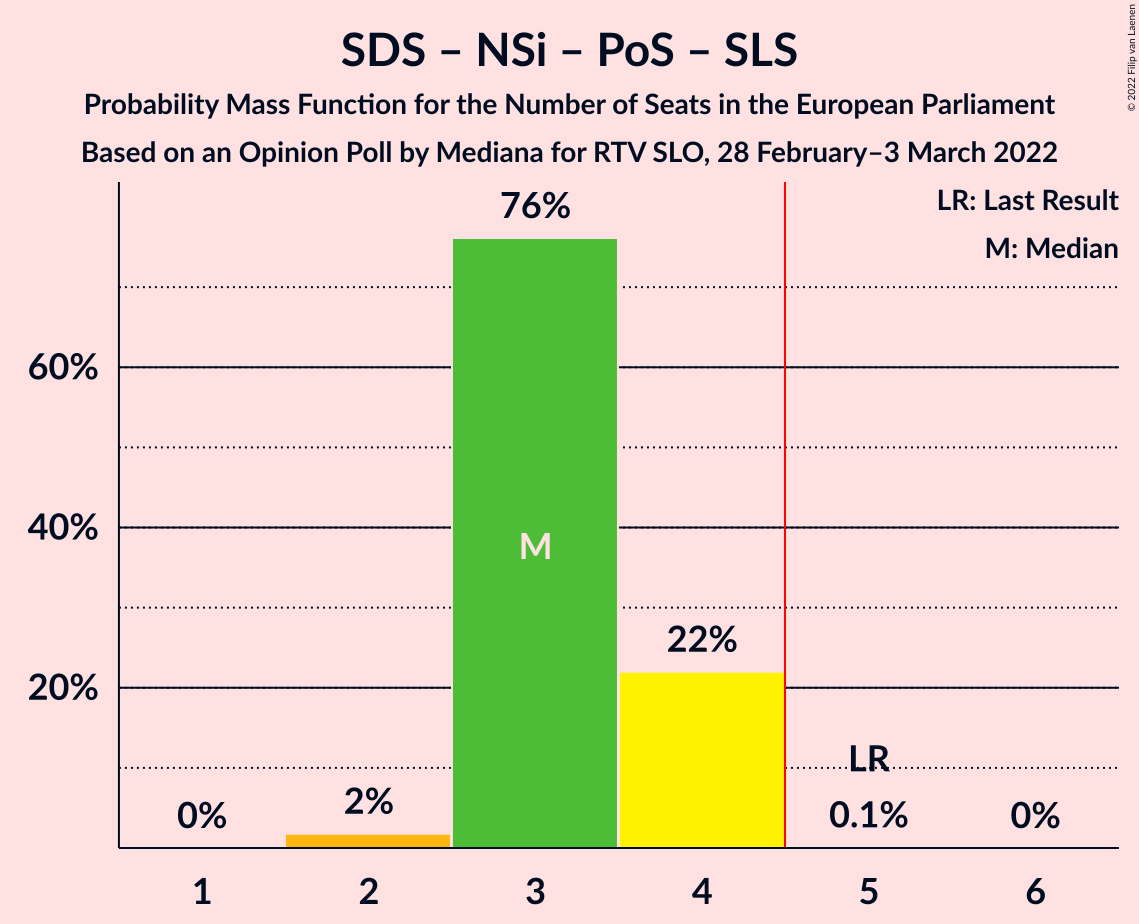 SDS – NSi – PoS – SLS
Probability Mass Function for the Number of Seats in the European Parliament
Based on an Opinion Poll by Mediana for RTV SLO, 28 February–3 March 2022
© 2022 Filip van Laenen
LR: Last Result
M: Median
76%
60%
40%
M
22%
20%
LR
0%
2%
0.1%
0%
1 2 3 4 5 6